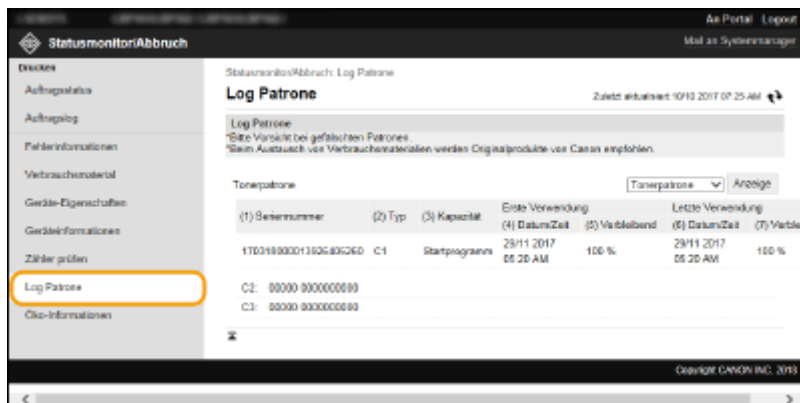 An Portal Logout
Statusmonitor/Abbruch
Mail an Systemmanager
Drucken
Auftragsstatus
Auftragslog
Fehlerinformationen
Verbrauchsmaterial
Geräte-Eigenschaften
Geräteinformationen
Zähler prüfen
Log Patrone
Öko-Informationen
Statusmonitor/Abbruch: Log Patrone
Log Patrone
Zuletzt aktualisiert: 10/10 2017 07:25 AM
Log Patrone
*Bitte Vorsicht bei gefälschten Patronen.
*Beim Austausch von Verbrauchsmaterialien werden Originalprodukte von Canon empfohlen.
Tonerpatrone
Tonerpatrone Anzeige
(1) Seriennummer (2) Typ (3) Kapazität Erste Verwendung Letzte Verwendung
(4) Datum/Zeit (5) Verbleibend (6) Datum/Zeit (7) Verble
C1 Startprogramm 29/11 2017 05:20 AM 100 % 29/11 2017 05:20 AM 100 %
C2: 00000 0000000000
C3: 00000 0000000000
Copyright CANON INC. 2018